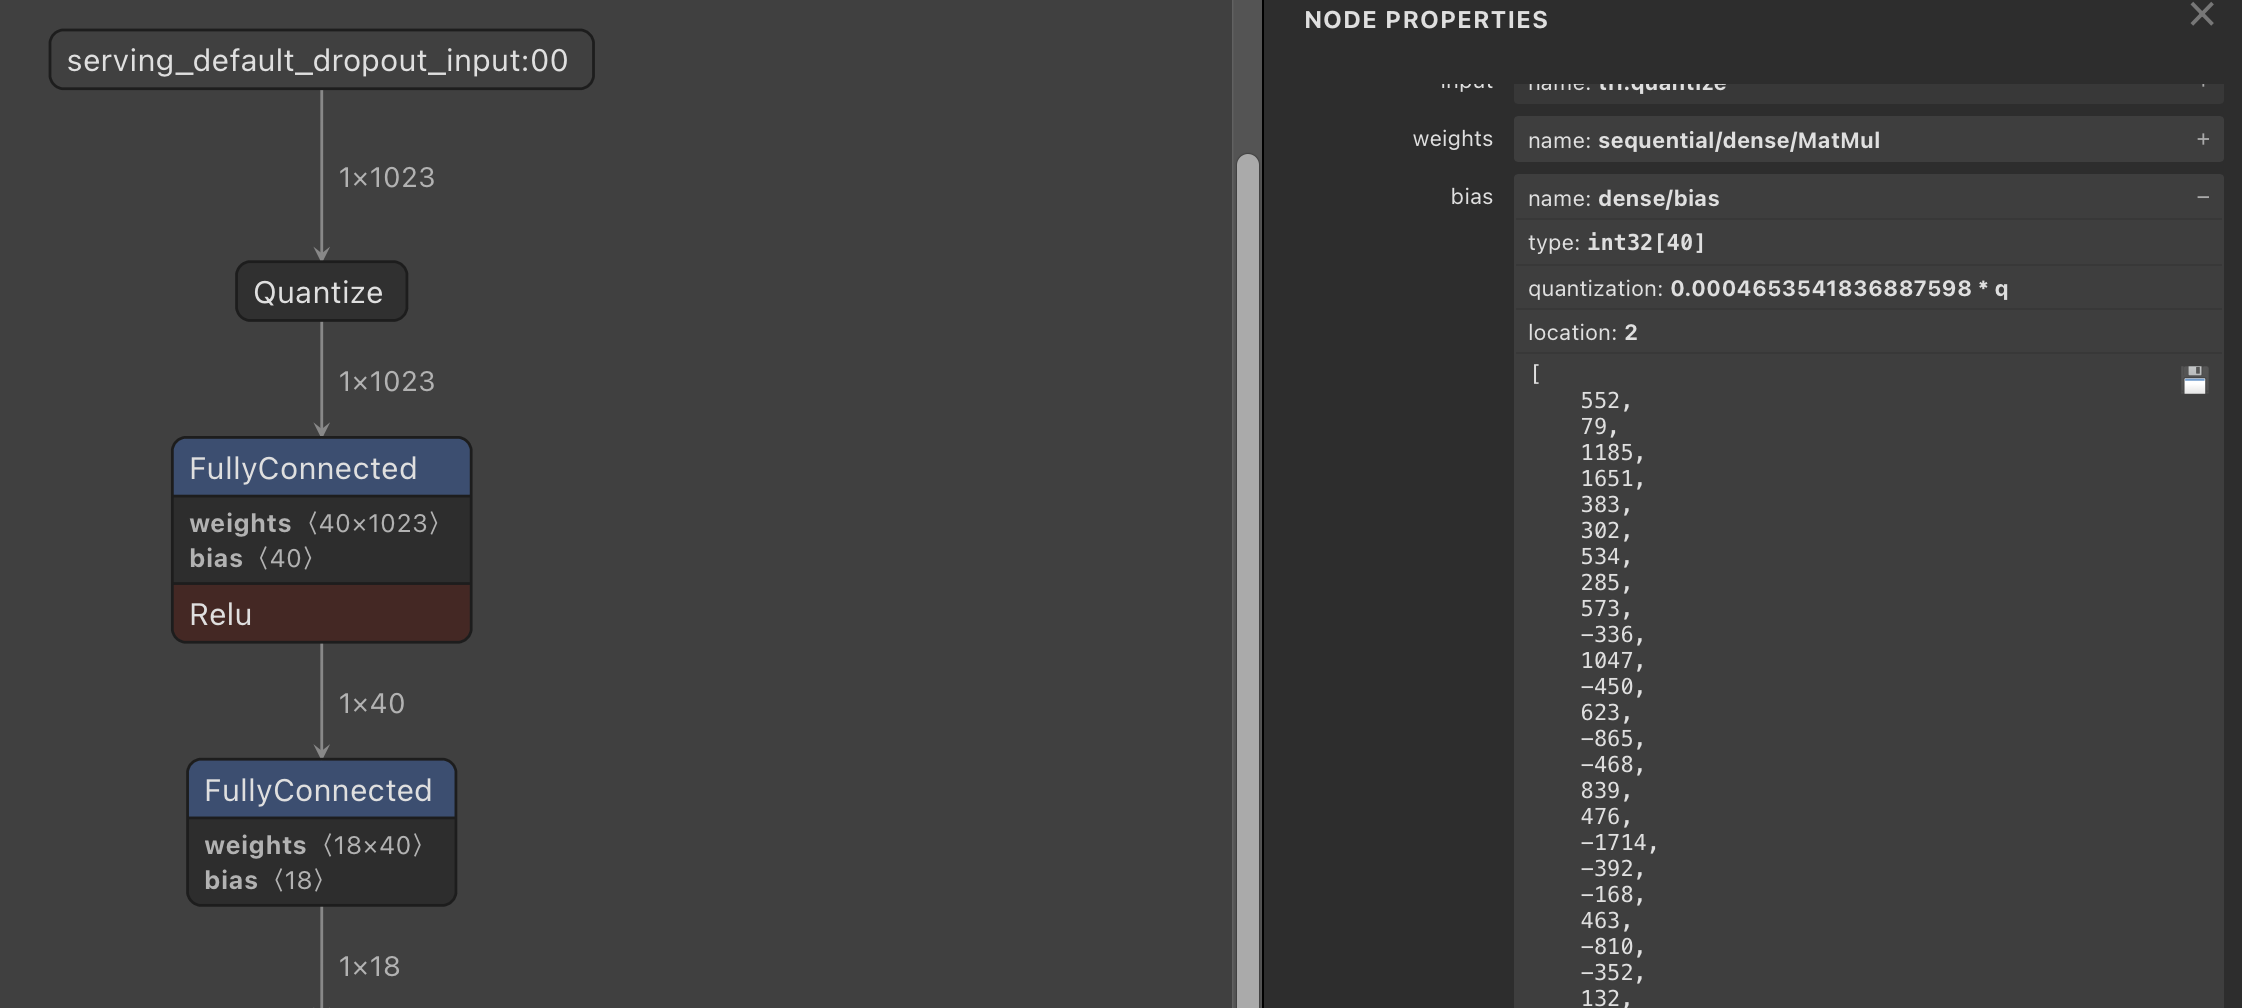 serving_default_dropout_input:00
1×1023
Quantize
1×1023
FullyConnected
weights 〈40×1023〉
bias 〈40〉
Relu
1×40
FullyConnected
weights 〈18×40〉
bias 〈18〉
1×18
NODE PROPERTIES
input name: tfl.quantize +
weights name: sequential/dense/MatMul +
bias name: dense/bias −
type: int32[40]
quantization: 0.0004653541836887598 * q
location: 2
[
552,
79,
1185,
1651,
383,
302,
534,
285,
573,
-336,
1047,
-450,
623,
-865,
-468,
839,
476,
-1714,
-392,
-168,
463,
-810,
-352,
132,